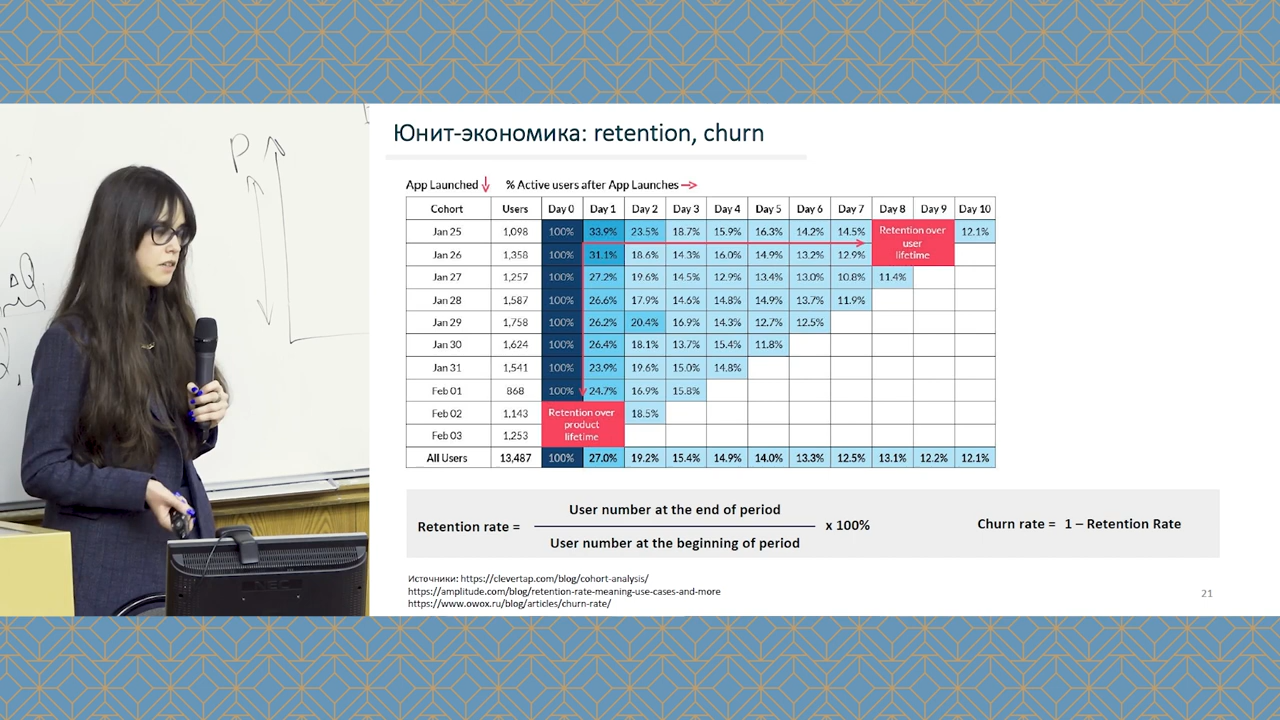 P
ΔQ
Юнит-экономика: retention, churn
App Launched ↓ % Active users after App Launches →
Cohort Users Day 0 Day 1 Day 2 Day 3 Day 4 Day 5 Day 6 Day 7 Day 8 Day 9 Day 10
Jan 25 1,098 100% 33.9% 23.5% 18.7% 15.9% 16.3% 14.2% 14.5% 12.1%
Retention over
user
lifetime
Jan 26 1,358 100% 31.1% 18.6% 14.3% 16.0% 14.9% 13.2% 12.9%
Jan 27 1,257 100% 27.2% 19.6% 14.5% 12.9% 13.4% 13.0% 10.8% 11.4%
Jan 28 1,587 100% 26.6% 17.9% 14.6% 14.8% 14.9% 13.7% 11.9%
Jan 29 1,758 100% 26.2% 20.4% 16.9% 14.3% 12.7% 12.5%
Jan 30 1,624 100% 26.4% 18.1% 13.7% 15.4% 11.8%
Jan 31 1,541 100% 23.9% 19.6% 15.0% 14.8%
Feb 01 868 100% 24.7% 16.9% 15.8%
Feb 02 1,143 18.5%
Retention over
product
lifetime
Feb 03 1,253
All Users 13,487 100% 27.0% 19.2% 15.4% 14.9% 14.0% 13.3% 12.5% 13.1% 12.2% 12.1%
Retention rate =
User number at the end of period
User number at the beginning of period
x 100%
Churn rate = 1 – Retention Rate
Источники: https://clevertap.com/blog/cohort-analysis/
https://amplitude.com/blog/retention-rate-meaning-use-cases-and-more
https://www.owox.ru/blog/articles/churn-rate/
21
NEC